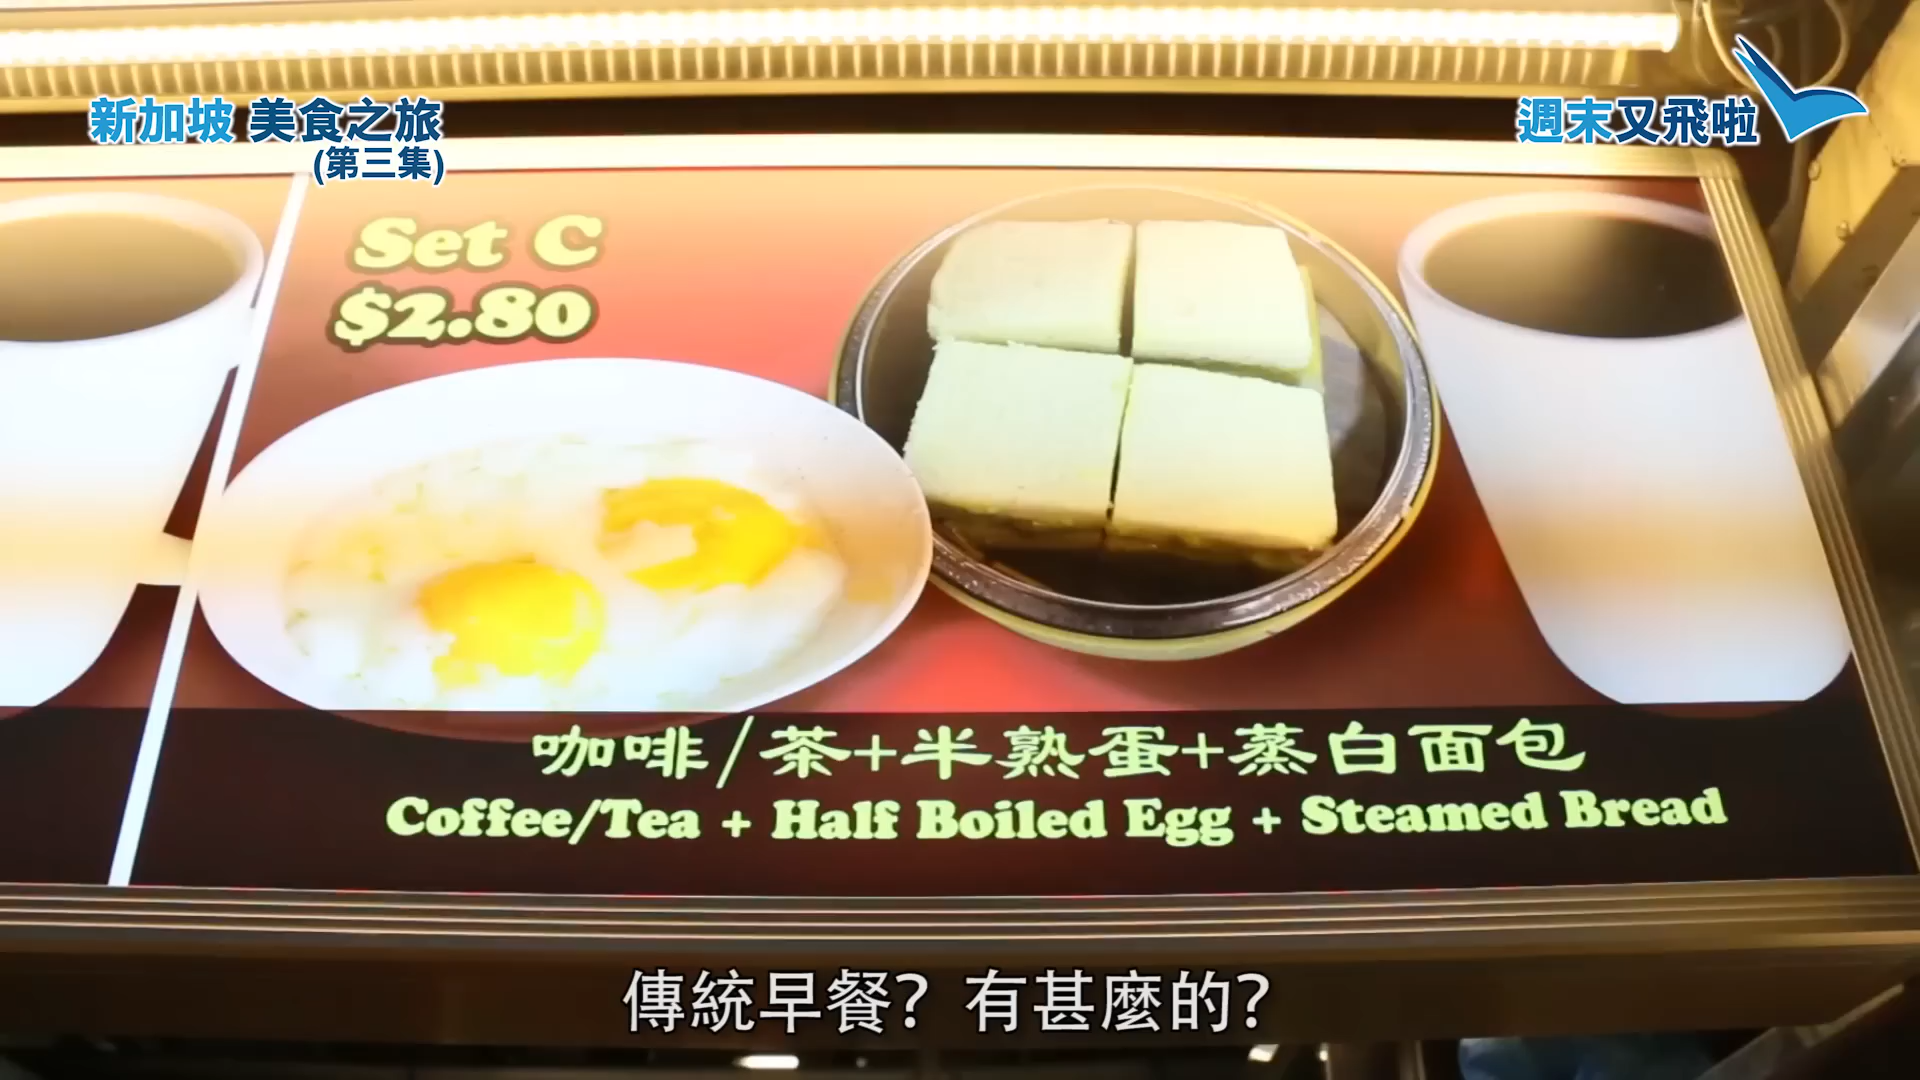 新加坡 美食之旅
(第三集)
週末又飛啦
Set C
$2.80
咖啡/茶+半熟蛋+蒸白面包
Coffee/Tea + Half Boiled Egg + Steamed Bread
傳統早餐? 有甚麼的?